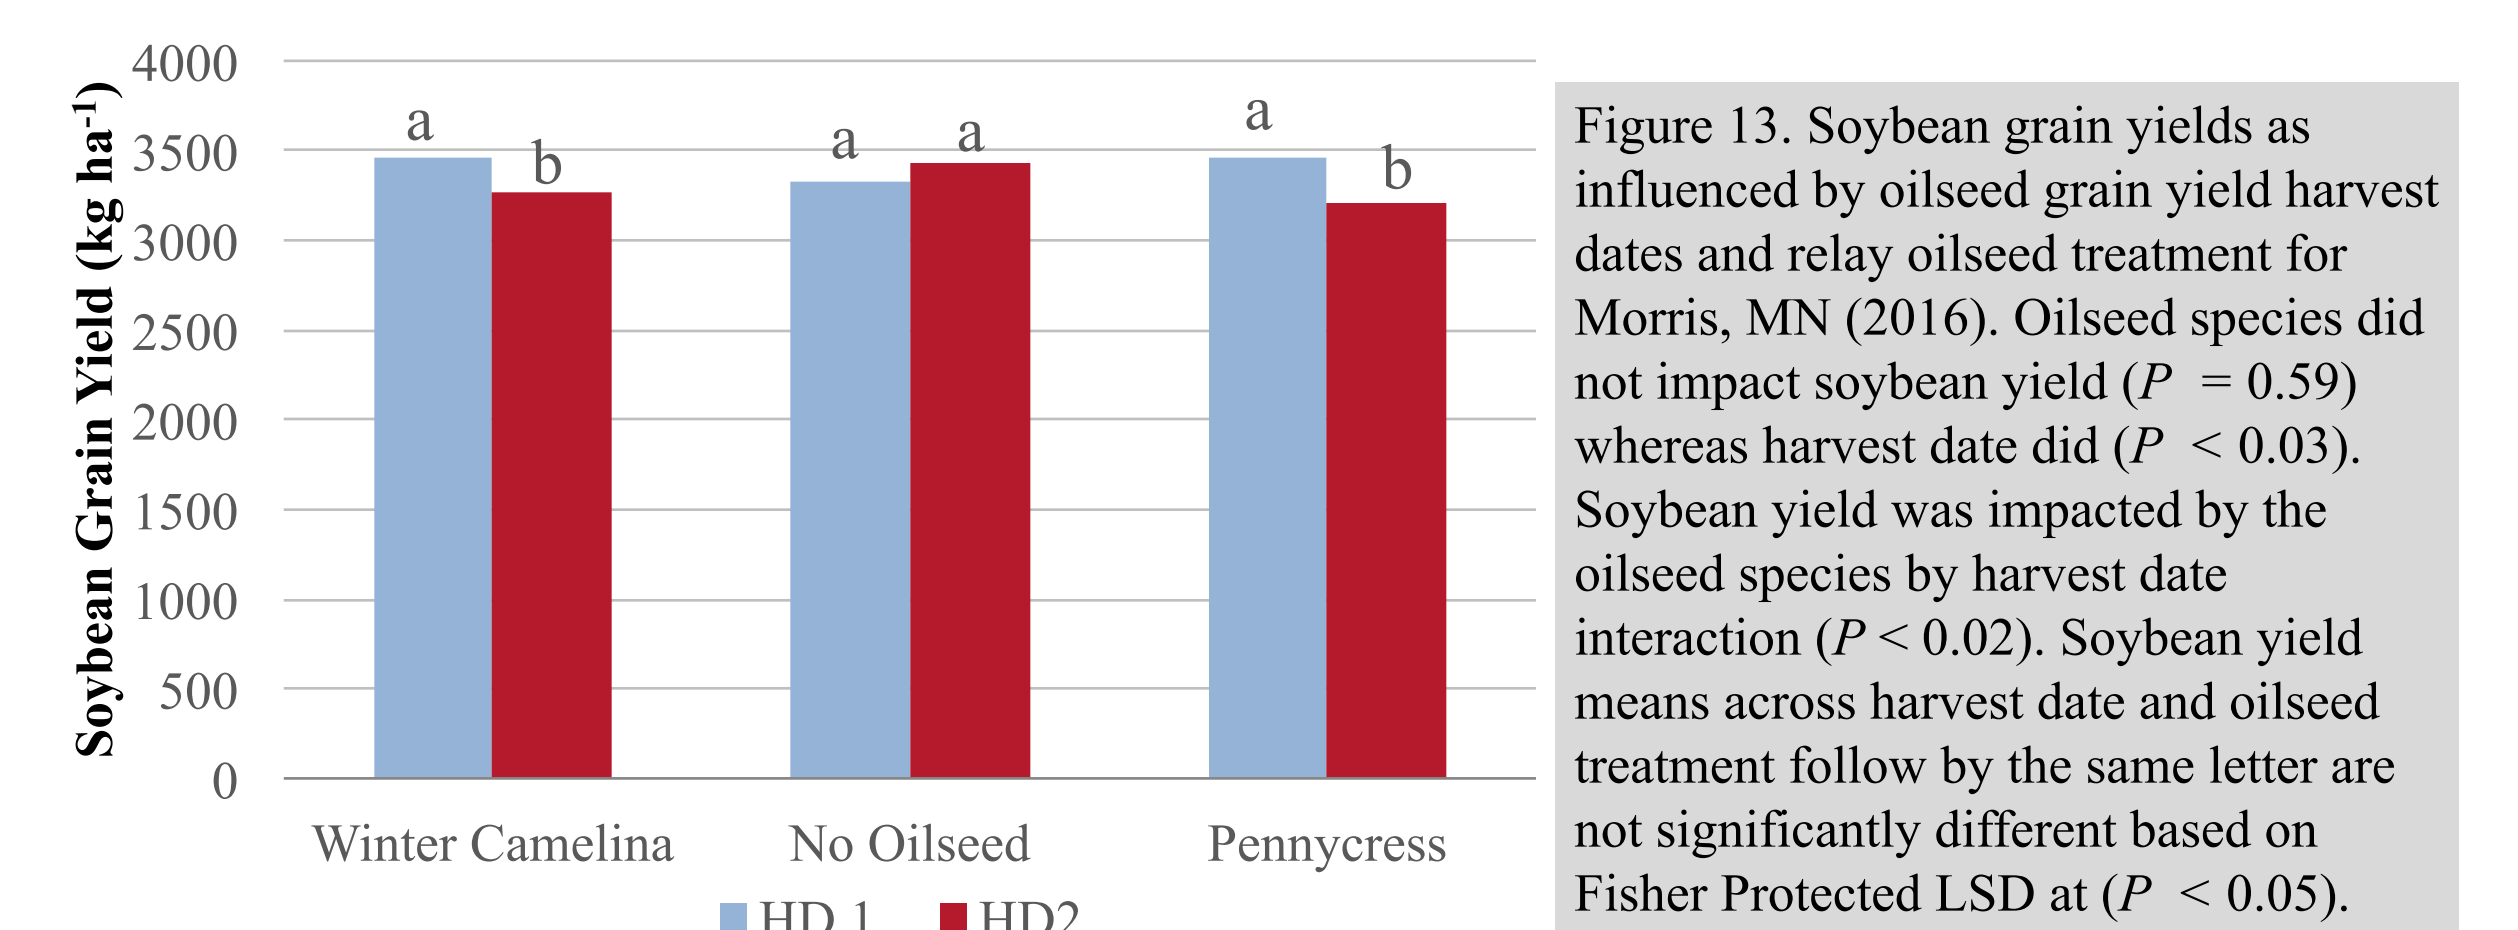 Soybean Grain Yield (kg ha-1)
4000
3500
3000
2500
2000
1500
1000
500
0
a
b
a
a
a
b
Winter Camelina
No Oilseed
Pennycress
HD 1
HD2
Figure 13. Soybean grain yields as
influenced by oilseed grain yield harvest
dates and relay oilseed treatment for
Morris, MN (2016). Oilseed species did
not impact soybean yield (P = 0.59)
whereas harvest date did (P < 0.03).
Soybean yield was impacted by the
oilseed species by harvest date
interaction (P < 0.02). Soybean yield
means across harvest date and oilseed
treatment follow by the same letter are
not significantly different based on
Fisher Protected LSD at (P < 0.05).